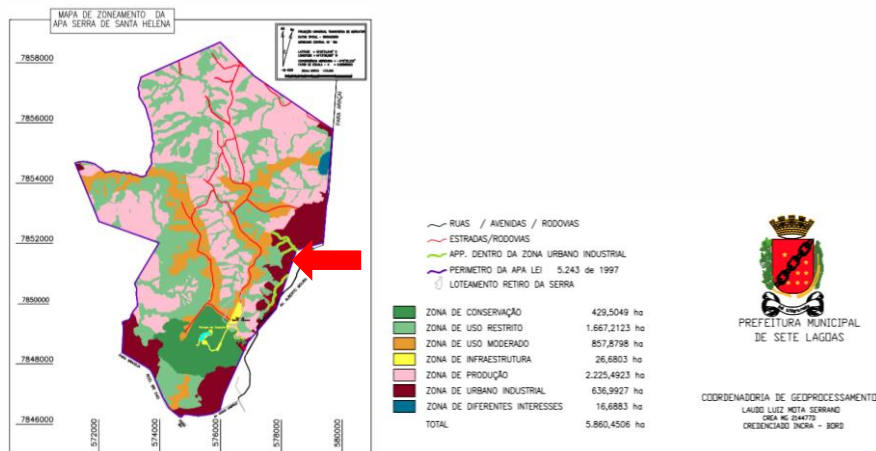 MAPA DE ZONEAMENTO DA
APA SERRA DE SANTA HELENA
7858000
7856000
7854000
7852000
7850000
7848000
7846000
572000
574000
576000
578000
580000
PARA ARAÇAI
RUAS / AVENIDAS / RODOVIAS
ESTRADAS/RODOVIAS
APP. DENTRO DA ZONA URBANO INDUSTRIAL
PERIMETRO DA APA LEI 5.243 de 1997
LOTEAMENTO RETIRO DA SERRA
ZONA DE CONSERVAÇÃO 429,5049 ha
ZONA DE USO RESTRITO 1.667,2123 ha
ZONA DE USO MODERADO 857,8798 ha
ZONA DE INFRAESTRUTURA 26,6803 ha
ZONA DE PRODUÇÃO 2.225,4923 ha
ZONA DE URBANO INDUSTRIAL 636,9927 ha
ZONA DE DIFERENTES INTERESSES 16,6883 ha
TOTAL 5.860,4506 ha
PREFEITURA MUNICIPAL
DE SETE LAGOAS
COORDENADORIA DE GEOPROCESSAMENTO
LAUDO LUIZ MOTA SERRANO
CREA MG 214477D
CREDENCIADO INCRA - BORD